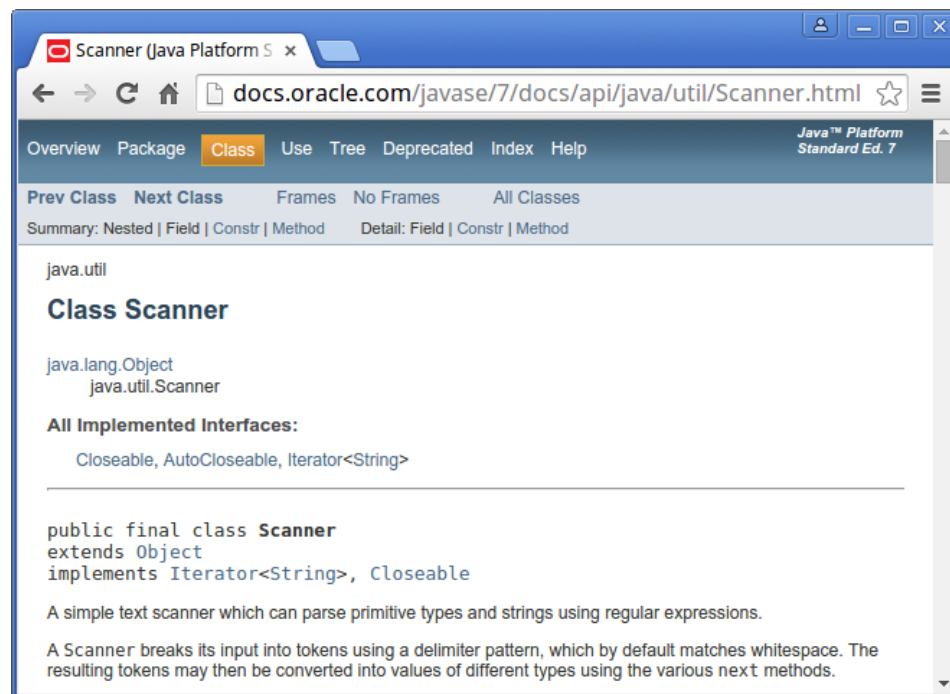 Scanner (Java Platform S
docs.oracle.com/javase/7/docs/api/java/util/Scanner.html
Overview Package Class Use Tree Deprecated Index Help
Java™ Platform
Standard Ed. 7
Prev Class Next Class Frames No Frames All Classes
Summary: Nested | Field | Constr | Method Detail: Field | Constr | Method
java.util
Class Scanner
java.lang.Object
java.util.Scanner
All Implemented Interfaces:
Closeable, AutoCloseable, Iterator<String>
public final class Scanner
extends Object
implements Iterator<String>, Closeable
A simple text scanner which can parse primitive types and strings using regular expressions.
A Scanner breaks its input into tokens using a delimiter pattern, which by default matches whitespace. The
resulting tokens may then be converted into values of different types using the various next methods.